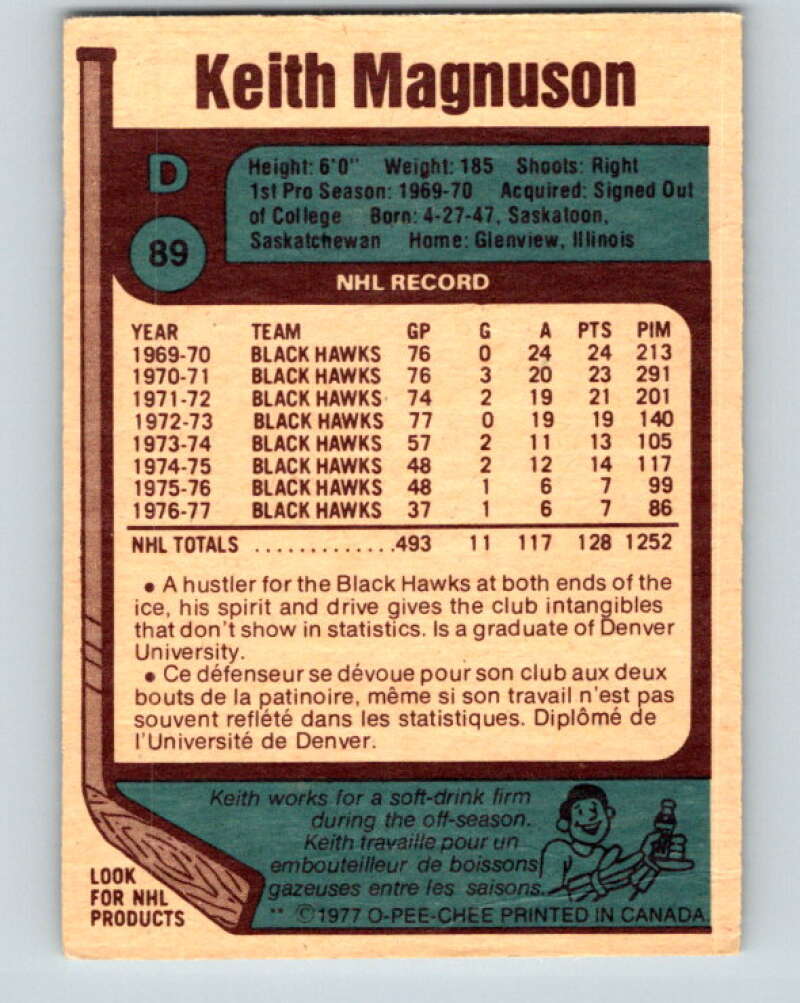 Keith Magnuson
D
89
Height: 6'0" Weight: 185 Shoots: Right
1st Pro Season: 1969-70 Acquired: Signed Out
of College Born: 4-27-47, Saskatoon,
Saskatchewan Home: Glenview, Illinois
NHL RECORD
YEAR TEAM GP G A PTS PIM
1969-70 BLACK HAWKS 76 0 24 24 213
1970-71 BLACK HAWKS 76 3 20 23 291
1971-72 BLACK HAWKS 74 2 19 21 201
1972-73 BLACK HAWKS 77 0 19 19 140
1973-74 BLACK HAWKS 57 2 11 13 105
1974-75 BLACK HAWKS 48 2 12 14 117
1975-76 BLACK HAWKS 48 1 6 7 99
1976-77 BLACK HAWKS 37 1 6 7 86
NHL TOTALS .............493 11 117 128 1252
• A hustler for the Black Hawks at both ends of the
ice, his spirit and drive gives the club intangibles
that don't show in statistics. Is a graduate of Denver
University.
• Ce défenseur se dévoue pour son club aux deux
bouts de la patinoire, même si son travail n'est pas
souvent reflété dans les statistiques. Diplômé de
l'Université de Denver.
Keith works for a soft-drink firm
during the off-season.
Keith travaille pour un
embouteilleur de boissons
gazeuses entre les saisons.
LOOK
FOR NHL
PRODUCTS
** ©1977 O-PEE-CHEE PRINTED IN CANADA.